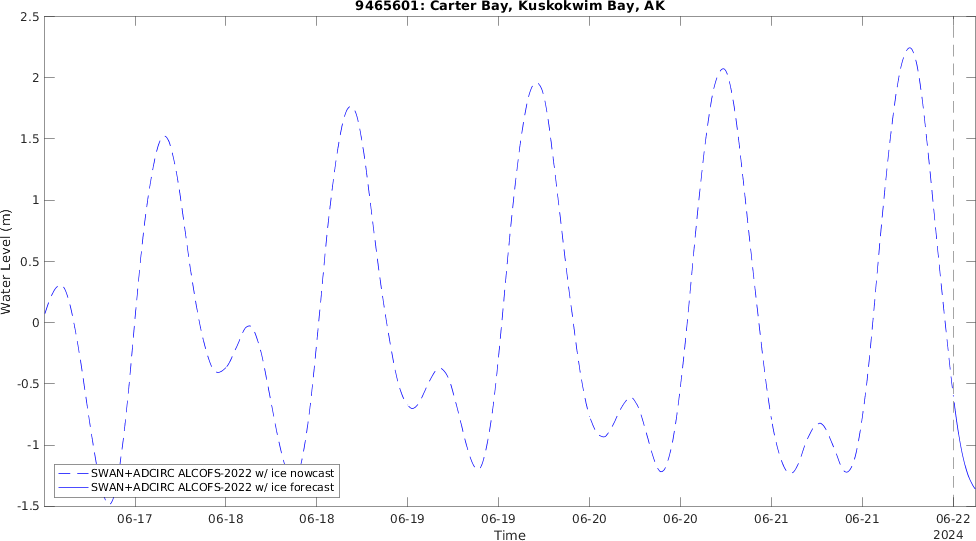 9465601: Carter Bay, Kuskokwim Bay, AK
2.5
2
1.5
1
0.5
0
-0.5
-1
-1.5
Water Level (m)
SWAN+ADCIRC ALCOFS-2022 w/ ice nowcast
SWAN+ADCIRC ALCOFS-2022 w/ ice forecast
06-17 06-18 06-18 06-19 06-19 06-20 06-20 06-21 06-21 06-22
2024
Time